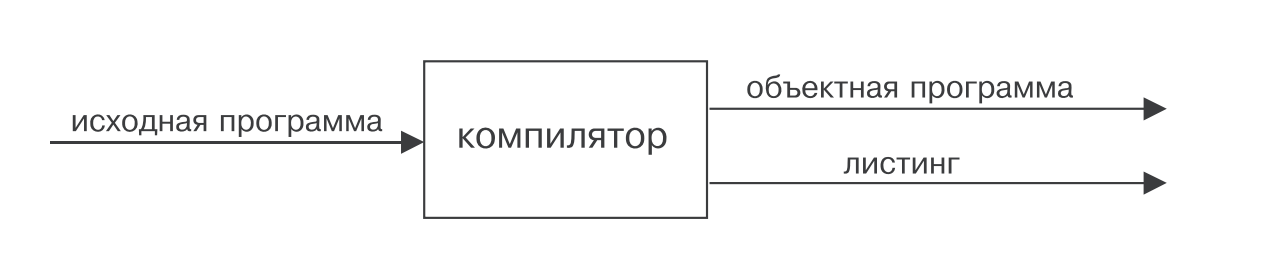 исходная программа
компилятор
объектная программа
листинг